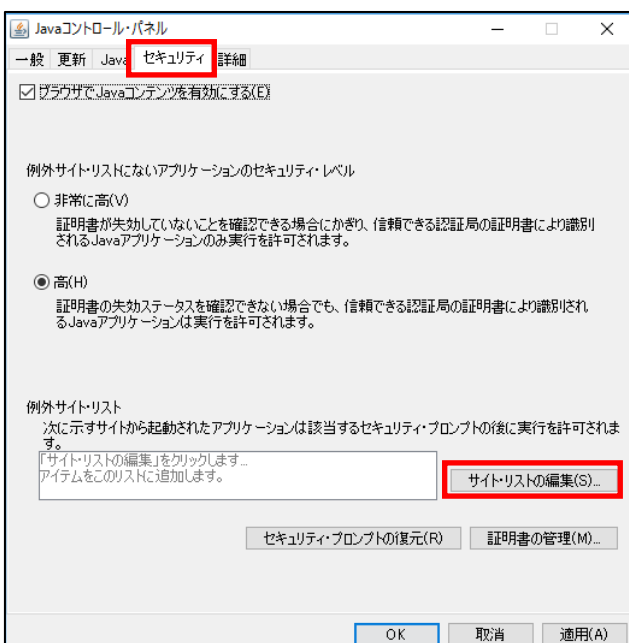 Javaコントロール・パネル
一般 更新 Java セキュリティ 詳細
ブラウザでJavaコンテンツを有効にする(E)
例外サイト・リストにないアプリケーションのセキュリティ・レベル
非常に高(V)
証明書が失効していないことを確認できる場合にかぎり、信頼できる認証局の証明書により識別
されるJavaアプリケーションのみ実行を許可されます。
高(H)
証明書の失効ステータスを確認できない場合でも、信頼できる認証局の証明書により識別され
るJavaアプリケーションは実行を許可されます。
例外サイト・リスト
次に示すサイトから起動されたアプリケーションは該当するセキュリティ・プロンプトの後に実行を許可されま
す。
「サイト・リストの編集」をクリックします...
アイテムをこのリストに追加します。
サイト・リストの編集(S)...
セキュリティ・プロンプトの復元(R) 証明書の管理(M)...
OK 取消 適用(A)